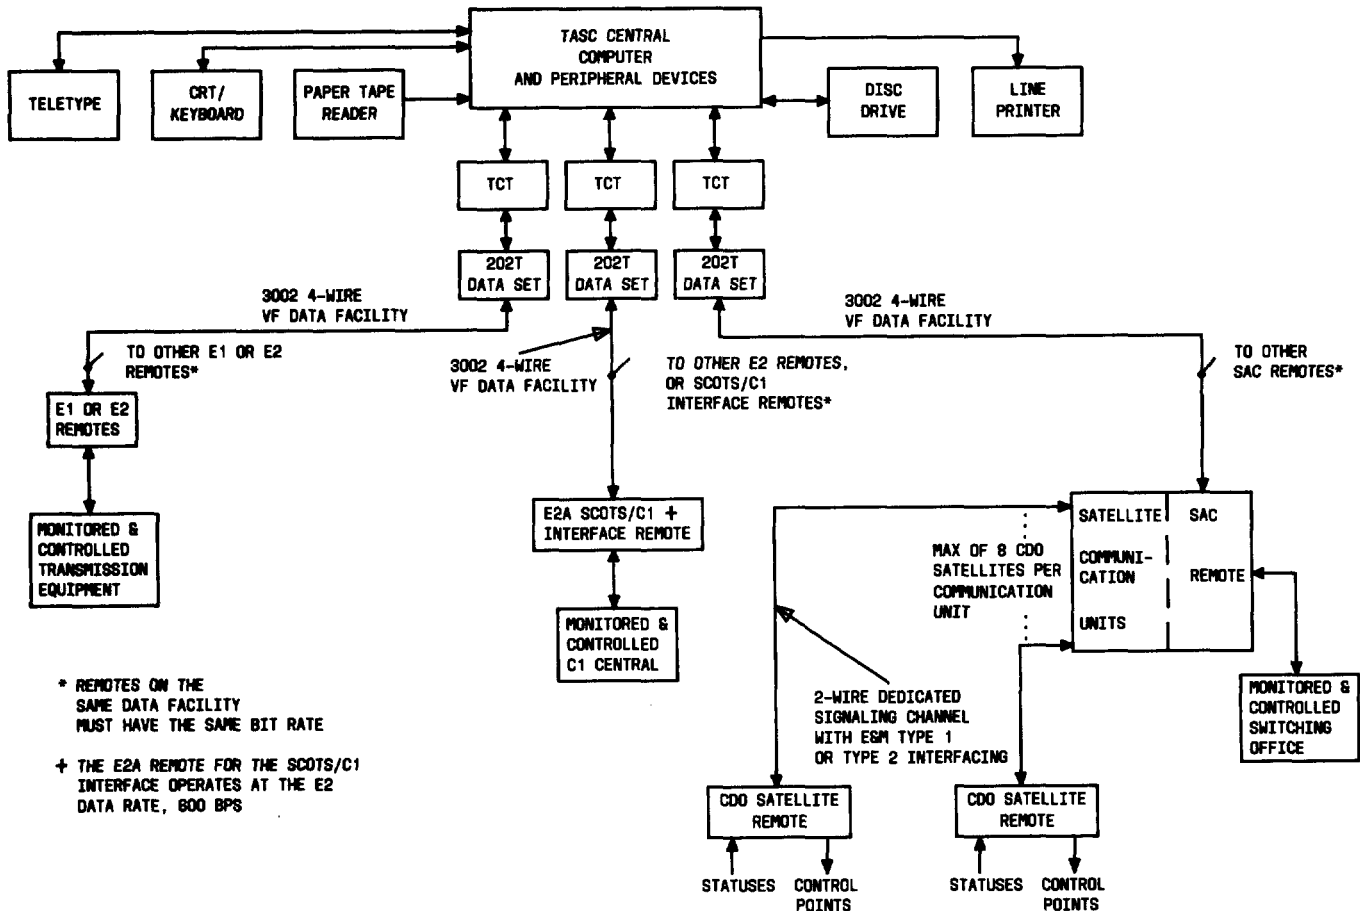 TASC CENTRAL
COMPUTER
AND PERIPHERAL DEVICES
TELETYPE
CRT/
KEYBOARD
PAPER TAPE
READER
DISC
DRIVE
LINE
PRINTER
TCT
TCT
TCT
202T
DATA SET
202T
DATA SET
202T
DATA SET
3002 4-WIRE
VF DATA FACILITY
3002 4-WIRE
VF DATA FACILITY
3002 4-WIRE
VF DATA FACILITY
TO OTHER E1 OR E2
REMOTES*
TO OTHER E2 REMOTES,
OR SCOTS/C1
INTERFACE REMOTES*
TO OTHER
SAC REMOTES*
E1 OR E2
REMOTES
MONITORED &
CONTROLLED
TRANSMISSION
EQUIPMENT
E2A SCOTS/C1 +
INTERFACE REMOTE
MONITORED &
CONTROLLED
C1 CENTRAL
MAX OF 8 CDO
SATELLITES PER
COMMUNICATION
UNIT
SATELLITE
COMMUNI-
CATION
UNITS
SAC
REMOTE
MONITORED &
CONTROLLED
SWITCHING
OFFICE
2-WIRE DEDICATED
SIGNALING CHANNEL
WITH E&M TYPE 1
OR TYPE 2 INTERFACING
* REMOTES ON THE
SAME DATA FACILITY
MUST HAVE THE SAME BIT RATE
+ THE E2A REMOTE FOR THE SCOTS/C1
INTERFACE OPERATES AT THE E2
DATA RATE, 600 BPS
CDO SATELLITE
REMOTE
CDO SATELLITE
REMOTE
STATUSES
CONTROL
POINTS
STATUSES
CONTROL
POINTS